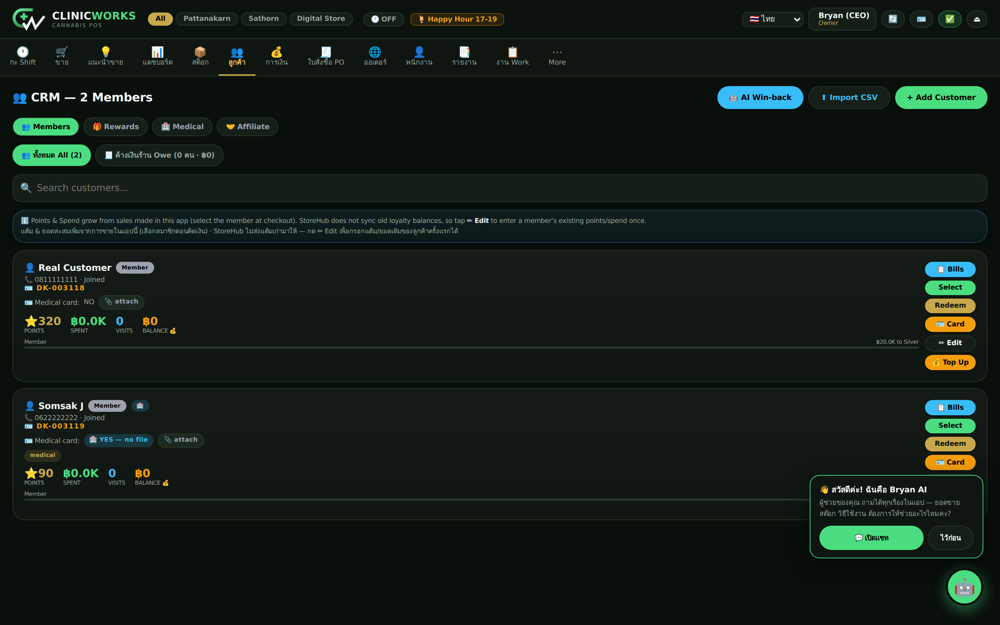 CLINICWORKS
CANNABIS POS
All Pattanakarn Sathorn Digital Store 🕐 OFF 🍹 Happy Hour 17-19
🇹🇭 ไทย
Bryan (CEO)
Owner
กะ Shift ขาย แนะนำขาย แดชบอร์ด สต็อก ลูกค้า การเงิน ใบสั่งซื้อ PO ออเดอร์ พนักงาน รายงาน งาน Work More
👥 CRM — 2 Members
🤖 AI Win-back ⬆ Import CSV + Add Customer
👥 Members 🎁 Rewards 🏥 Medical 🤝 Affiliate
👥 ทั้งหมด All (2) 🧾 ค้างเงินร้าน Owe (0 คน · ฿0)
🔍 Search customers...
ℹ️ Points & Spend grow from sales made in this app (select the member at checkout). StoreHub does not sync old loyalty balances, so tap ✏ Edit to enter a member’s existing points/spend once.
แต้ม & ยอดสะสมเพิ่มจากการขายในแอปนี้ (เลือกสมาชิกตอนคิดเงิน) · StoreHub ไม่ส่งแต้มเก่ามาให้ — กด ✏ Edit เพื่อกรอกแต้ม/ยอดเดิมของลูกค้าครั้งแรกได้
👤 Real Customer Member
📞 0811111111 · Joined
🪪 DK-003118
🪪 Medical card: NO 📎 attach
⭐320 ฿0.0K 0 ฿0
POINTS SPENT VISITS BALANCE 💰
Member ฿20.0K to Silver
📋 Bills
Select
Redeem
🪪 Card
✏ Edit
💰 Top Up
👤 Somsak J Member 🏥
📞 0622222222 · Joined
🪪 DK-003119
🪪 Medical card: 🏥 YES — no file 📎 attach
medical
⭐90 ฿0.0K 0 ฿0
POINTS SPENT VISITS BALANCE 💰
Member
📋 Bills
Select
Redeem
🪪 Card
👋 สวัสดีค่ะ! ฉันคือ Bryan AI
ผู้ช่วยของคุณ ถามได้ทุกเรื่องในแอป — ยอดขาย
สต๊อก วิธีใช้งาน ต้องการให้ช่วยอะไรไหมคะ?
💬 เปิดแชท ไว้ก่อน